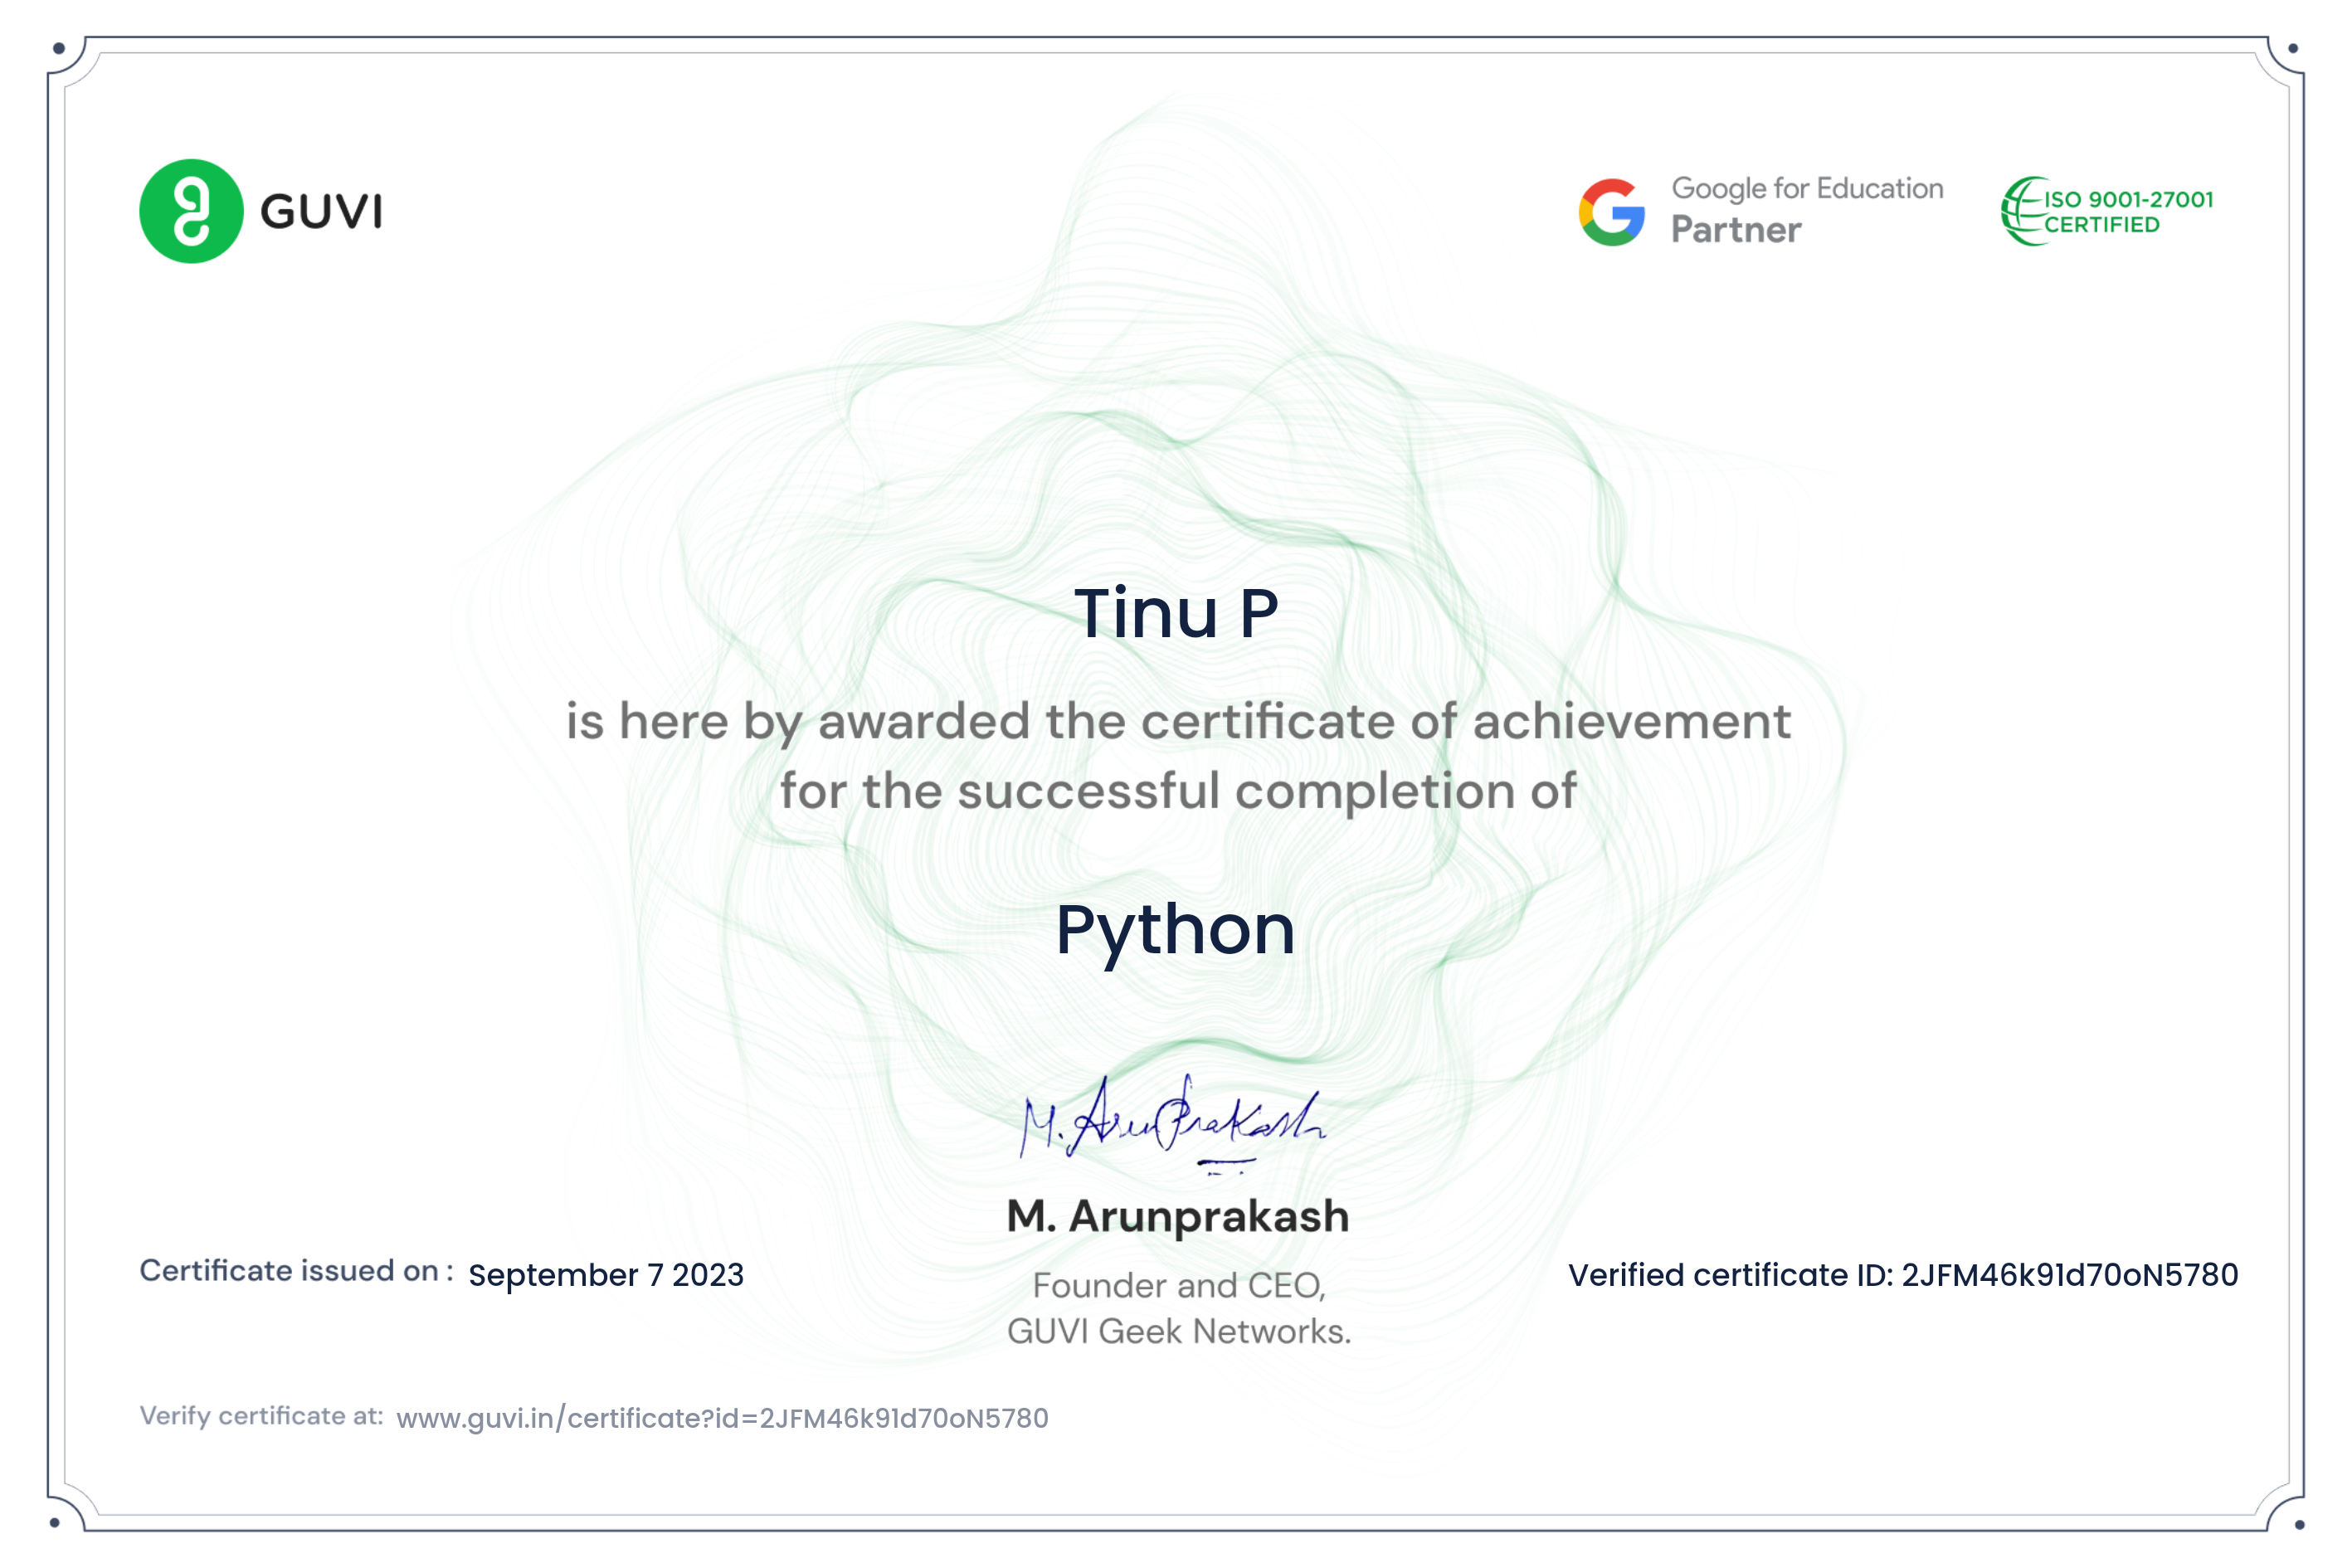 GUVI
Google for Education
Partner
ISO 9001-27001
CERTIFIED
Tinu P
is here by awarded the certificate of achievement
for the successful completion of
Python
M. Arunprakash
M. Arunprakash
Founder and CEO,
GUVI Geek Networks.
Certificate issued on : September 7 2023
Verified certificate ID: 2JFM46k91d70oN5780
Verify certificate at: www.guvi.in/certificate?id=2JFM46k91d70oN5780